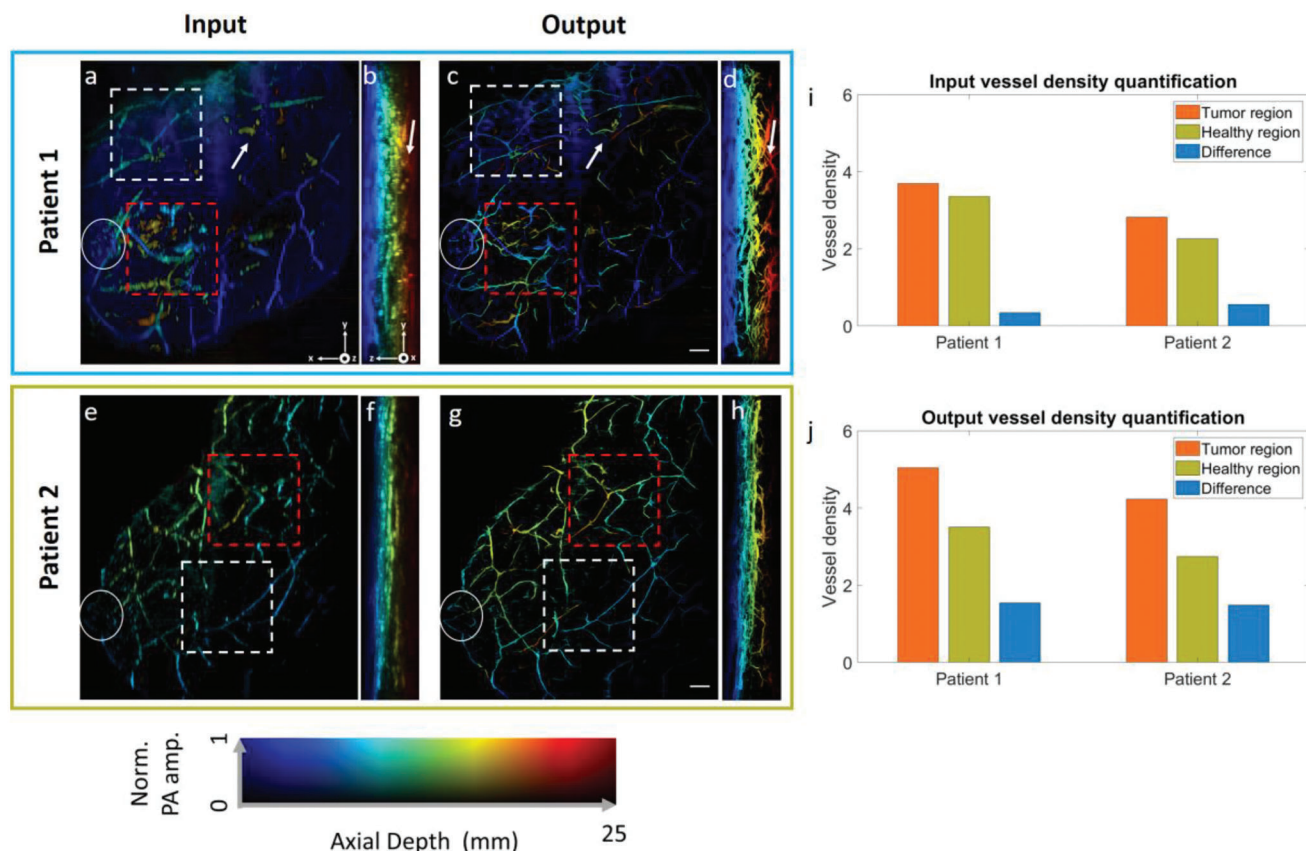 Input
Output
Patient 1
a
b
c
d
y
x
z
y
z
x
Patient 2
e
f
g
h
Norm.
PA amp.
1
0
Axial Depth (mm)
25
i
Input vessel density quantification
6
4
2
0
Vessel density
Tumor region
Healthy region
Difference
Patient 1
Patient 2
j
Output vessel density quantification
6
4
2
0
Vessel density
Tumor region
Healthy region
Difference
Patient 1
Patient 2